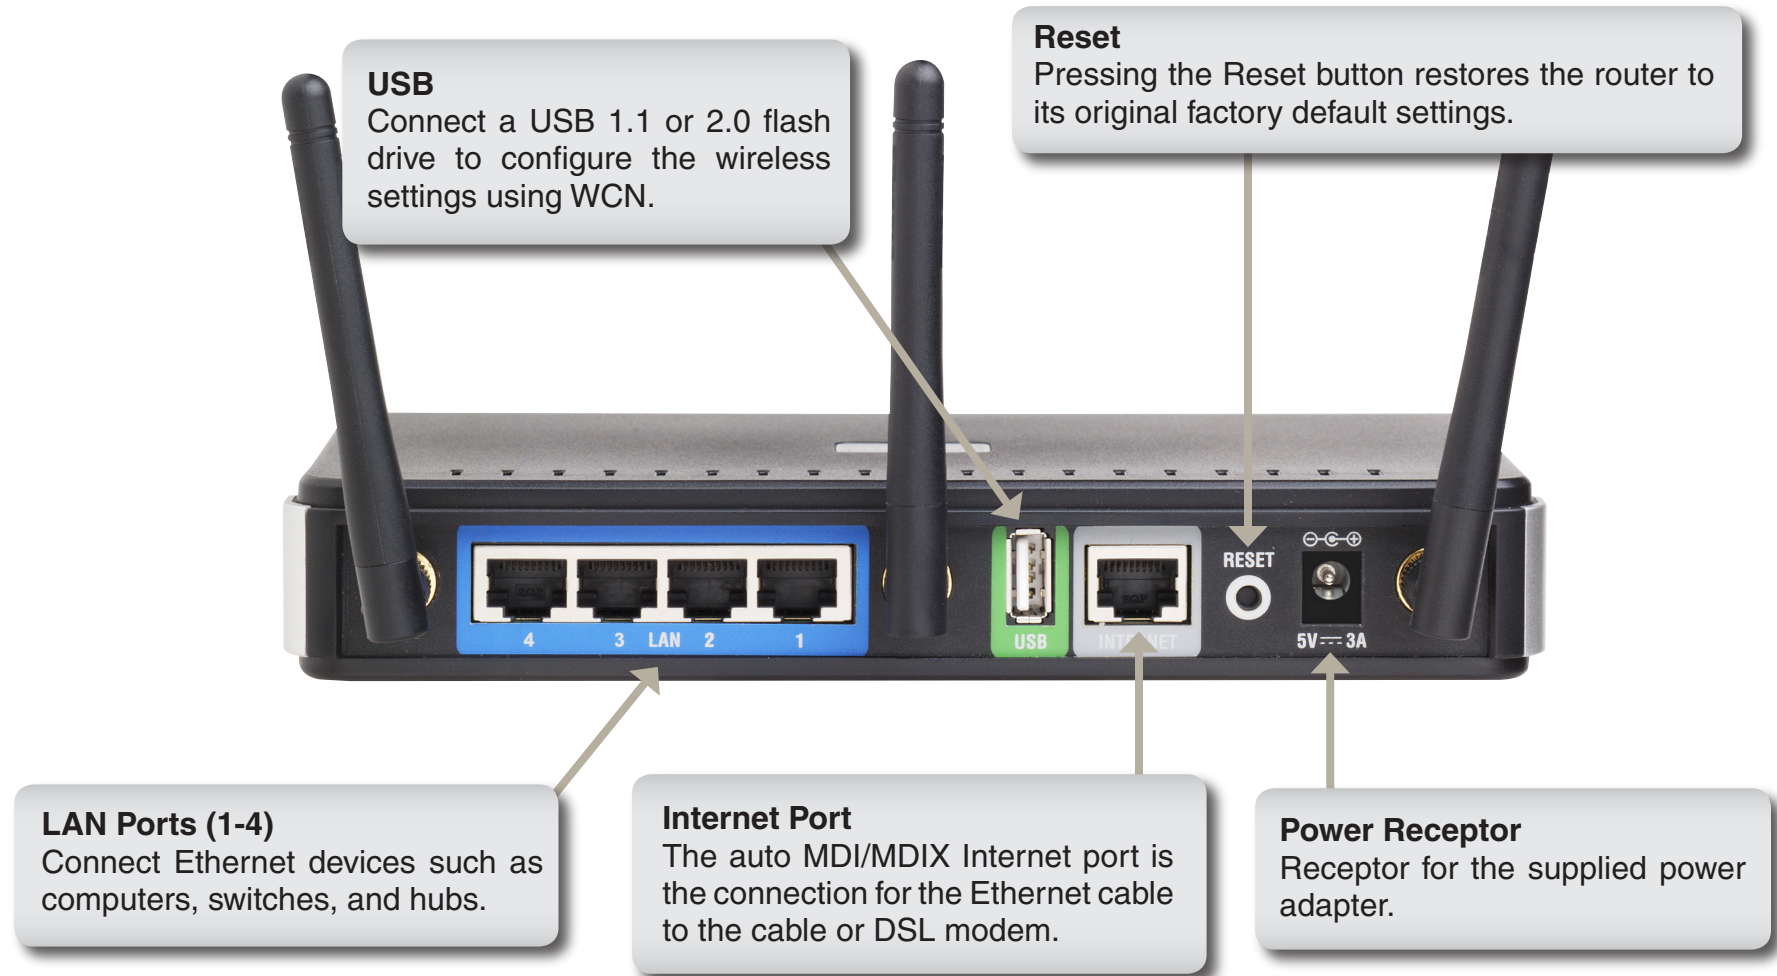 USB
Connect a USB 1.1 or 2.0 flash
drive to configure the wireless
settings using WCN.
Reset
Pressing the Reset button restores the router to
its original factory default settings.
RESET
4 3 LAN 2 1
USB
INTERNET
5V 3A
LAN Ports (1-4)
Connect Ethernet devices such as
computers, switches, and hubs.
Internet Port
The auto MDI/MDIX Internet port is
the connection for the Ethernet cable
to the cable or DSL modem.
Power Receptor
Receptor for the supplied power
adapter.